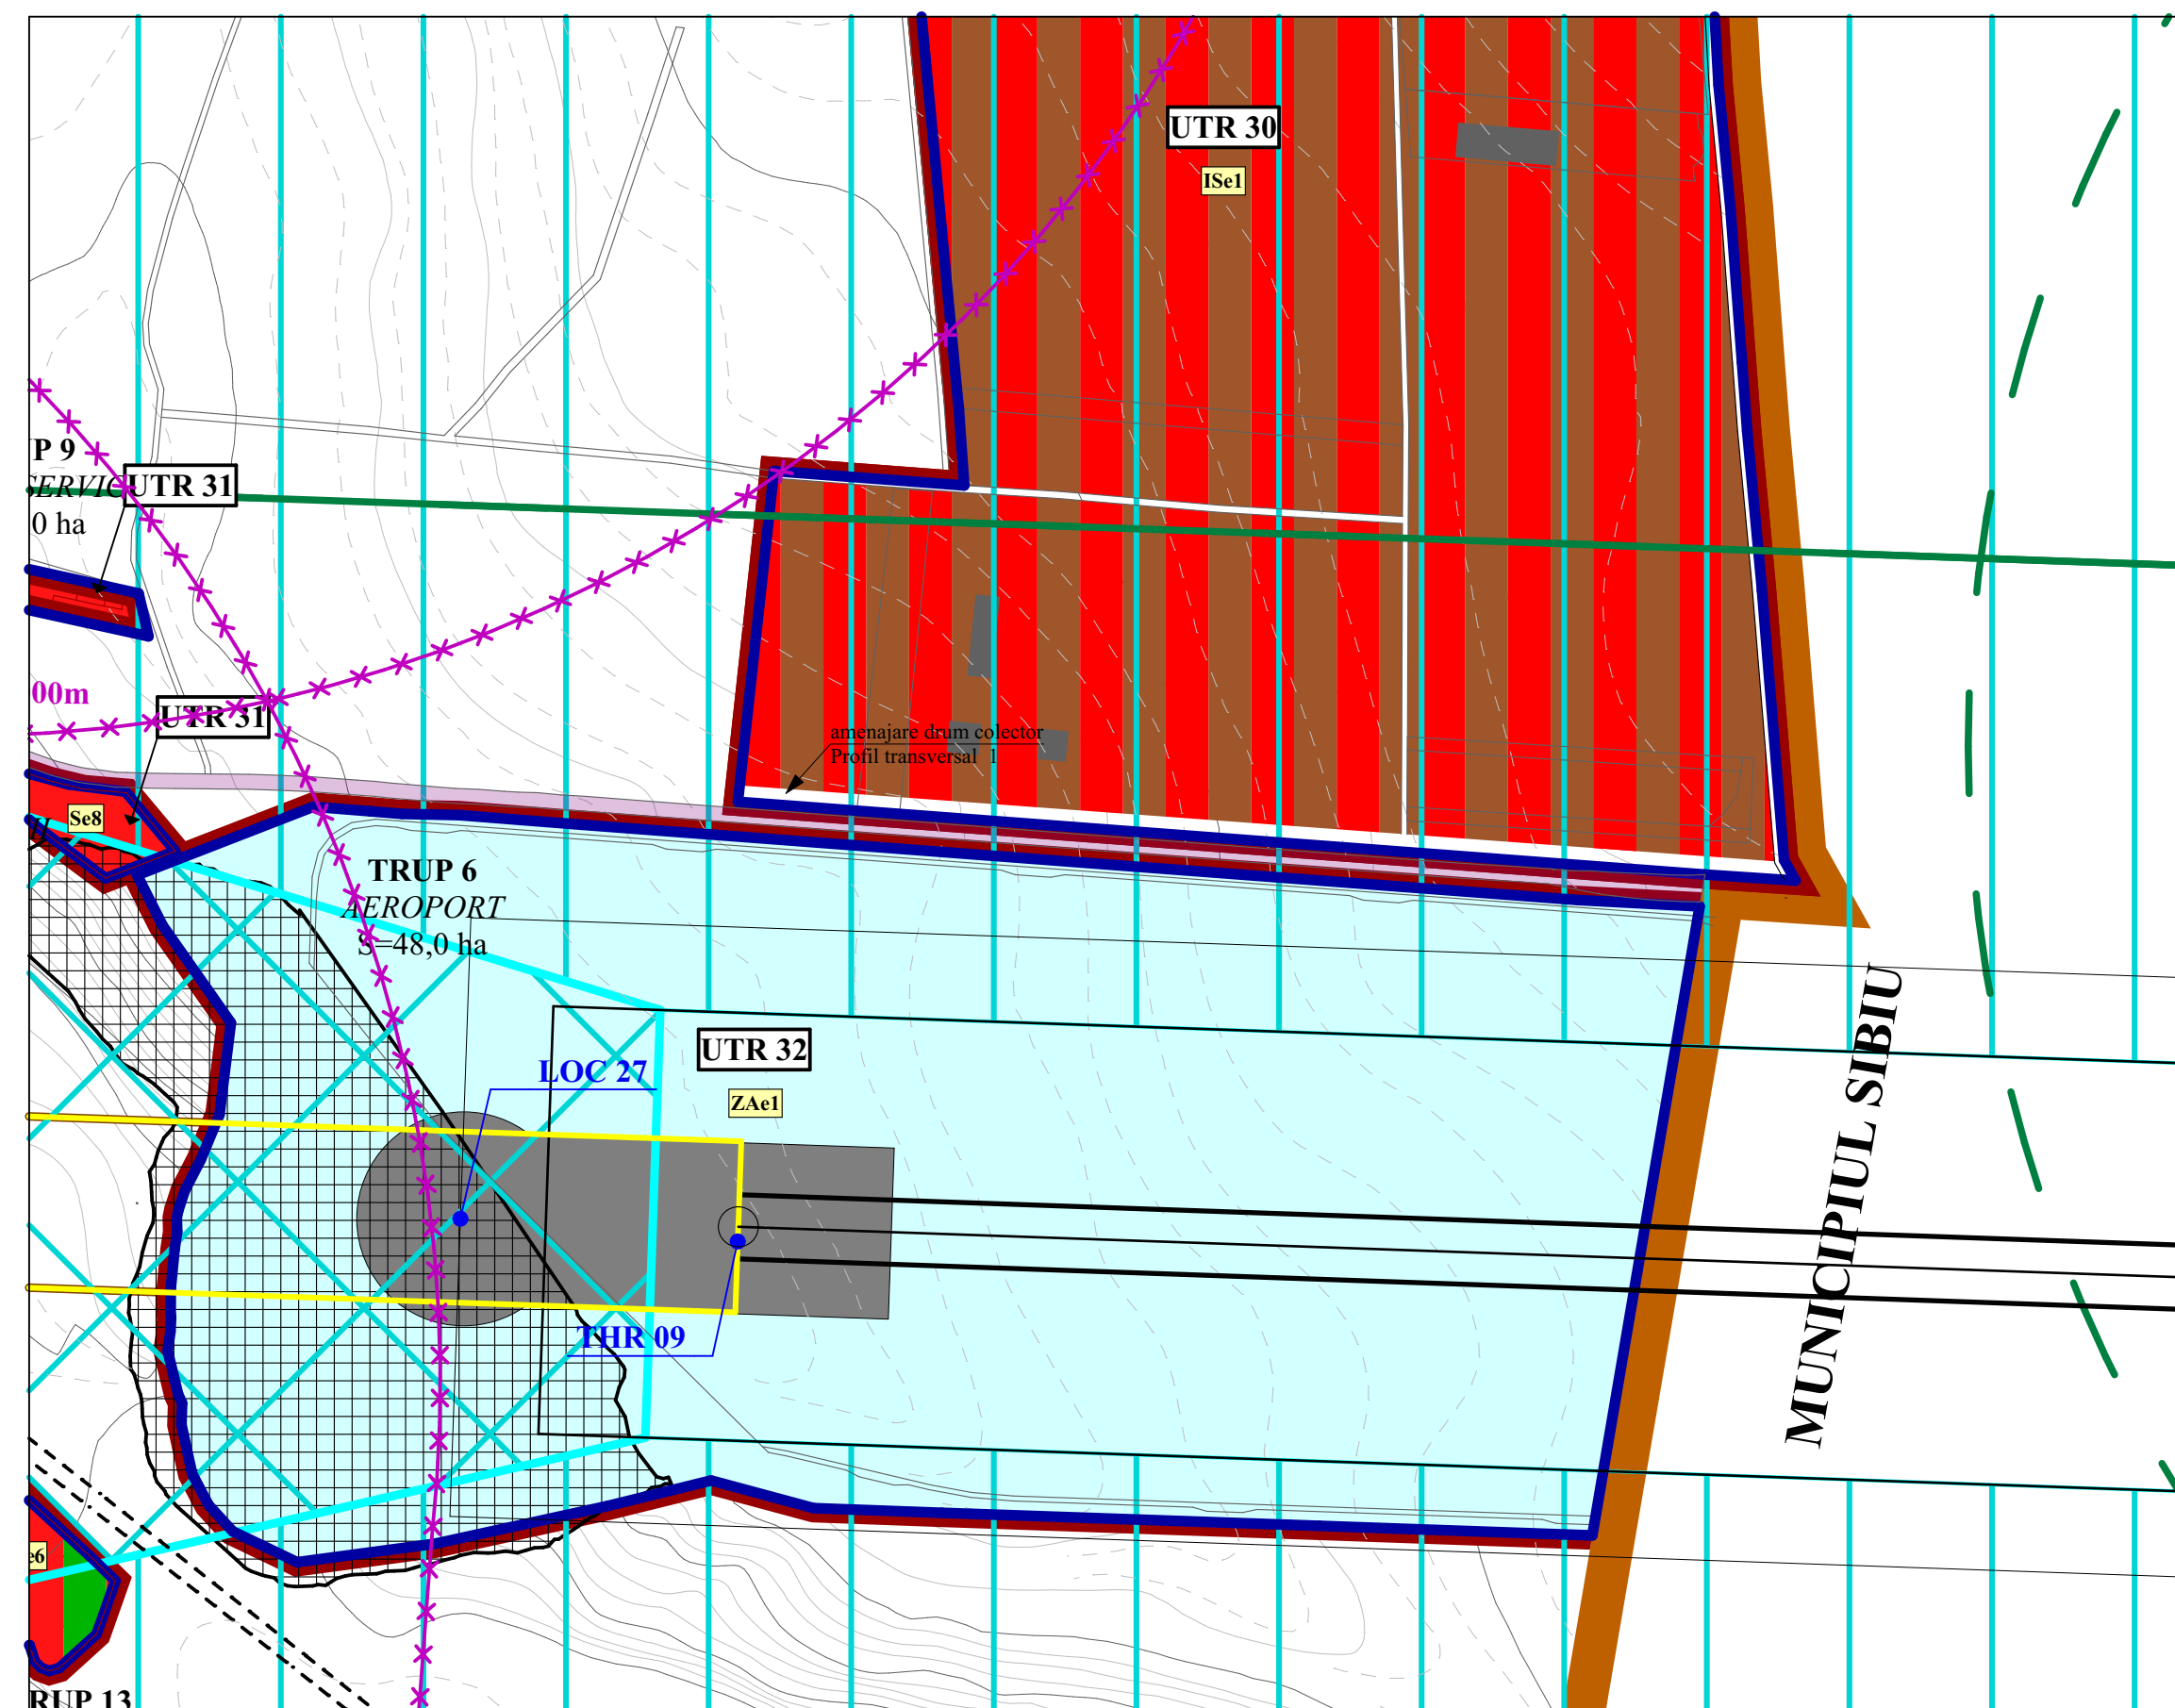 UTR 30
ISe1
P 9
SERVIC
0 ha
UTR 31
00m
UTR 31
amenajare drum colector
Profil transversal 1
Se8
TRUP 6
AEROPORT
S=48,0 ha
UTR 32
ZAe1
LOC 27
THR 09
MUNICIPIUL SIBIU
e6
RUP 13